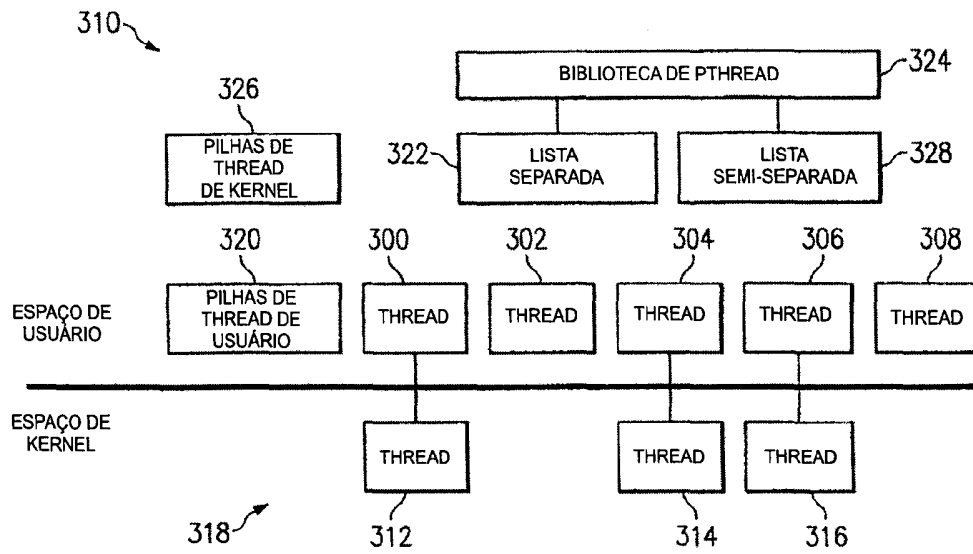 310
BIBLIOTECA DE PTHREAD
324
326
PILHAS DE
THREAD
DE KERNEL
322
LISTA
SEPARADA
LISTA
SEMI-SEPARADA
328
320
300
302
304
306
308
ESPAÇO DE
USUÁRIO
PILHAS DE
THREAD DE
USUÁRIO
THREAD
THREAD
THREAD
THREAD
THREAD
ESPAÇO DE
KERNEL
THREAD
THREAD
THREAD
318
312
314
316